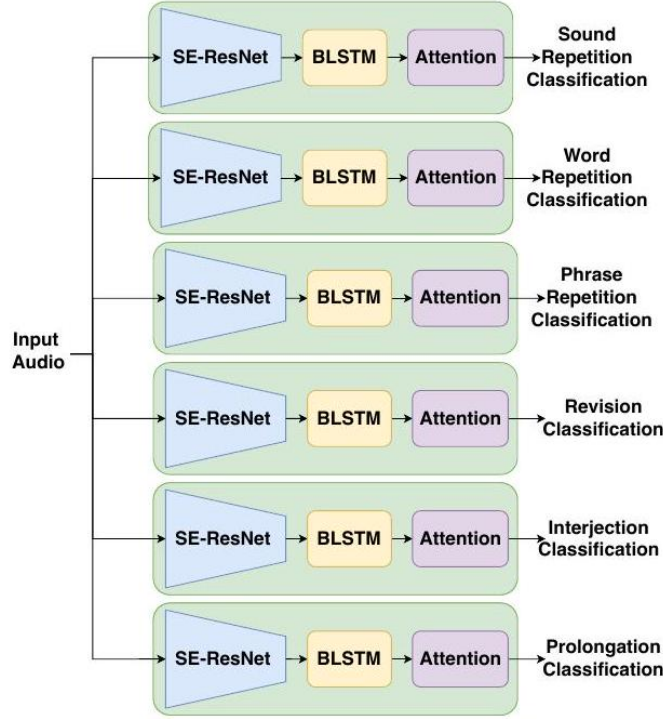 SE-ResNet BLSTM Attention
Sound
Repetition
Classification
SE-ResNet BLSTM Attention
Word
Repetition
Classification
SE-ResNet BLSTM Attention
Phrase
Repetition
Classification
Input
Audio
SE-ResNet BLSTM Attention
Revision
Classification
SE-ResNet BLSTM Attention
Interjection
Classification
SE-ResNet BLSTM Attention
Prolongation
Classification